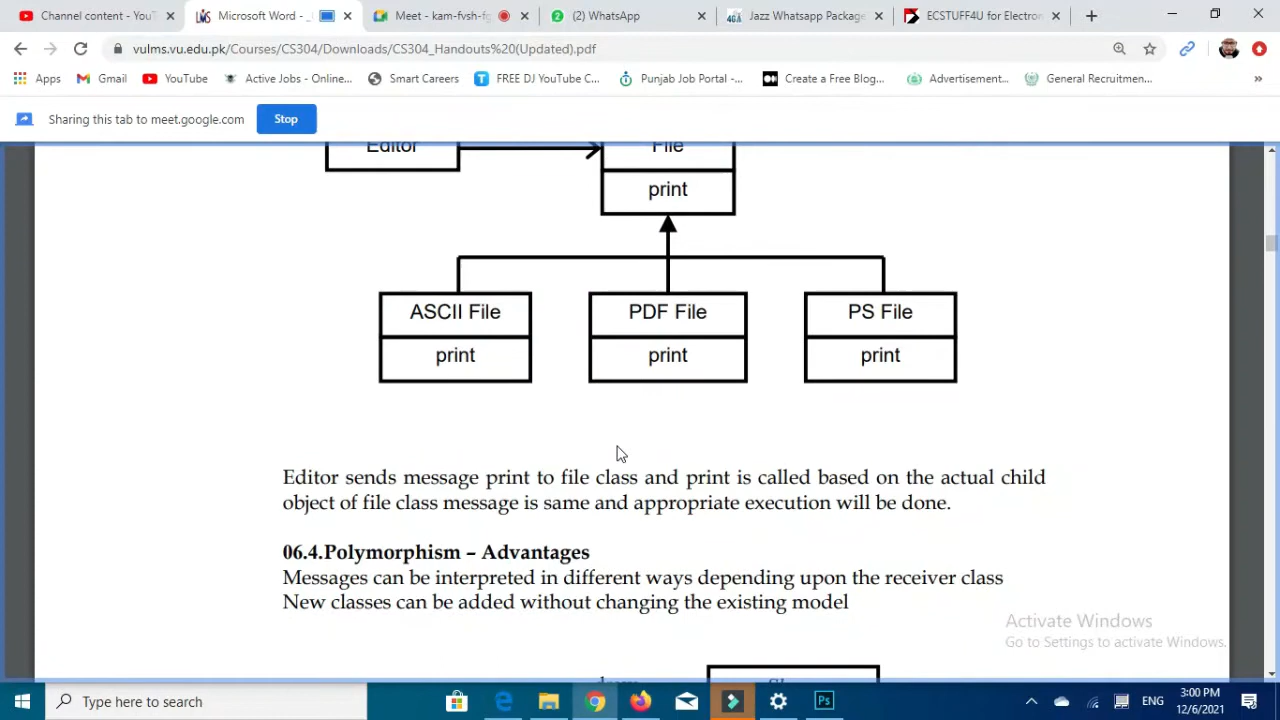 Content channel - YouT
Microsoft Word -
Meet - kam-fvsh-fg
(2) WhatsApp
Jazz Whatsapp Package
ECSTUFF4U for Electron
vulms.vu.edu.pk/Courses/CS304/Downloads/CS304_Handouts%20(Updated).pdf
Apps
Gmail
YouTube
Active Jobs - Online...
Smart Careers
FREE DJ YouTube C...
Punjab Job Portal -...
Create a Free Blog...
Advertisement...
General Recruitmen...
Sharing this tab to meet.google.com
Stop
Editor
File
print
ASCII File
PDF File
PS File
print
print
print
Editor sends message print to file class and print is called based on the actual child
object of file class message is same and appropriate execution will be done.
06.4.Polymorphism – Advantages
Messages can be interpreted in different ways depending upon the receiver class
New classes can be added without changing the existing model
Activate Windows
Go to Settings to activate Windows.
Type here to search
ENG
3:00 PM
12/6/2021